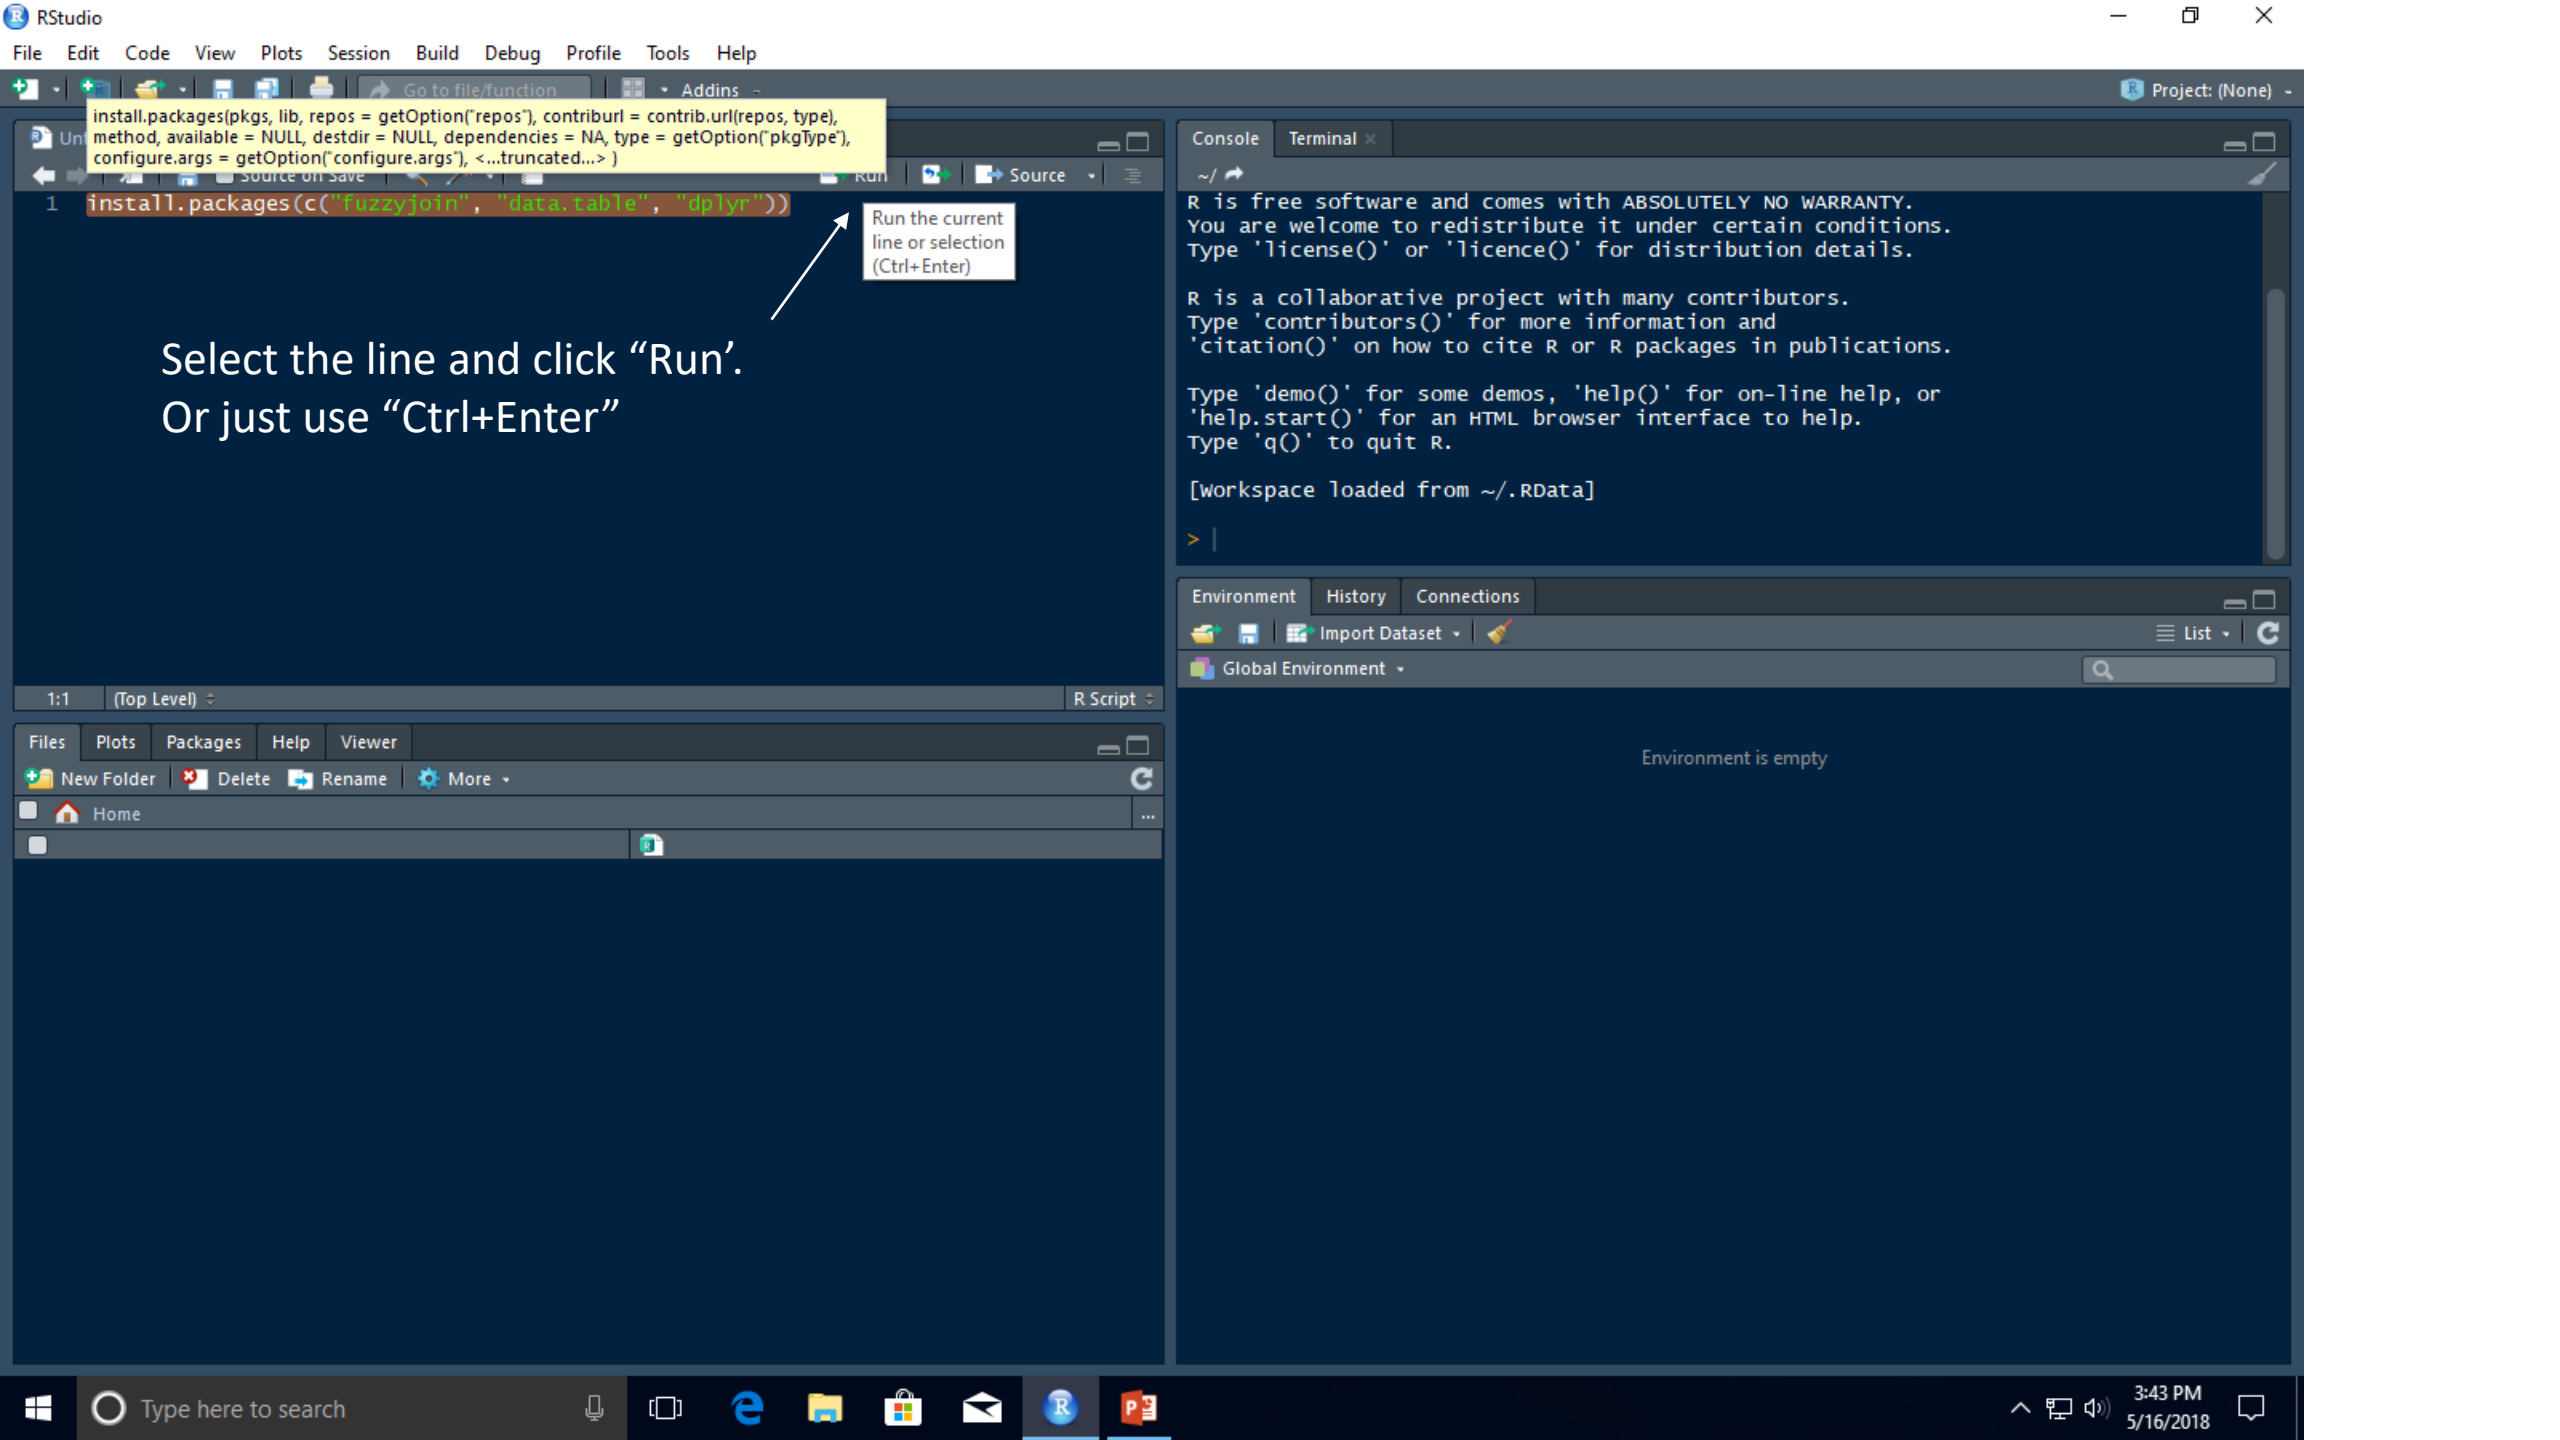 RStudio
File Edit Code View Plots Session Build Debug Profile Tools Help
Go to file/function Addins Project: (None)
install.packages(pkgs, lib, repos = getOption("repos"), contriburl = contrib.url(repos, type),
method, available = NULL, destdir = NULL, dependencies = NA, type = getOption("pkgType"),
configure.args = getOption("configure.args"), <...truncated...> )
Source on Save Run Source
1 install.packages(c("fuzzyjoin", "data.table", "dplyr"))
Run the current
line or selection
(Ctrl+Enter)
Select the line and click “Run’.
Or just use “Ctrl+Enter”
1:1 (Top Level) R Script
Files Plots Packages Help Viewer
New Folder Delete Rename More
Home
...
Console Terminal
~/
R is free software and comes with ABSOLUTELY NO WARRANTY.
You are welcome to redistribute it under certain conditions.
Type 'license()' or 'licence()' for distribution details.
R is a collaborative project with many contributors.
Type 'contributors()' for more information and
'citation()' on how to cite R or R packages in publications.
Type 'demo()' for some demos, 'help()' for on-line help, or
'help.start()' for an HTML browser interface to help.
Type 'q()' to quit R.
[Workspace loaded from ~/.RData]
>
Environment History Connections
Import Dataset List
Global Environment
Environment is empty
Type here to search
3:43 PM
5/16/2018